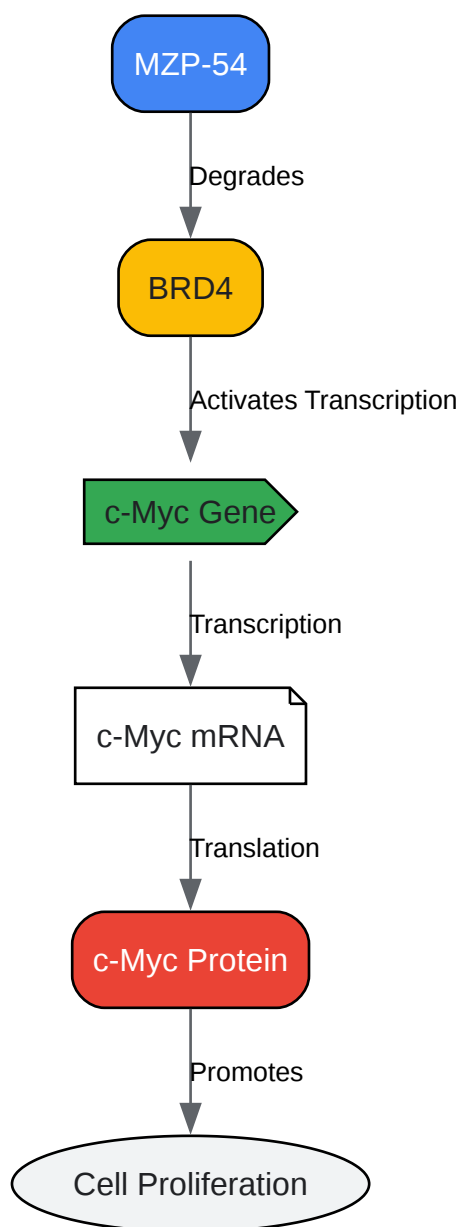 MZP-54
Degrades
BRD4
Activates Transcription
c-Myc Gene
Transcription
c-Myc mRNA
Translation
c-Myc Protein
Promotes
Cell Proliferation